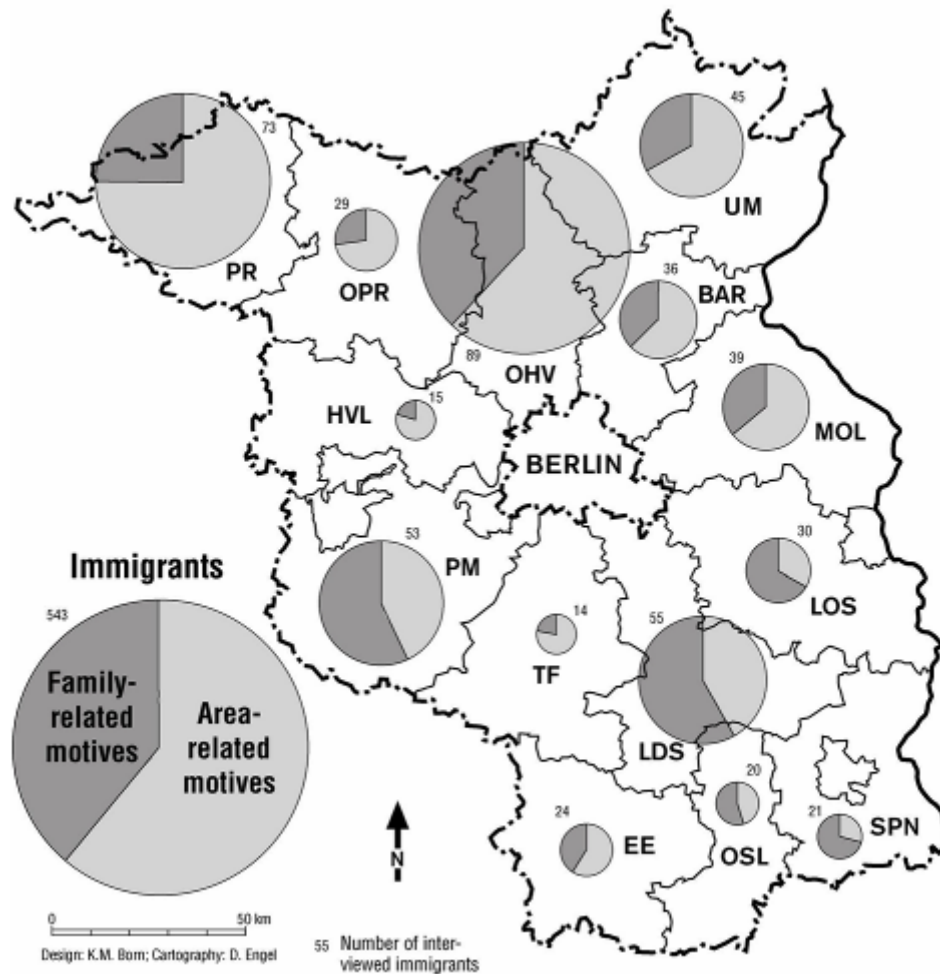 45
73
UM
29
PR
OPR
36
BAR
89
OHV
39
15
HVL
MOL
BERLIN
53
PM
30
Immigrants
LOS
543
14
55
TF
Family-
related
motives
Area-
related
motives
LDS
20
24
21
SPN
EE
OSL
N
0
50 km
Design: K.M. Born; Cartography: D. Engel
55 Number of inter-
viewed immigrants